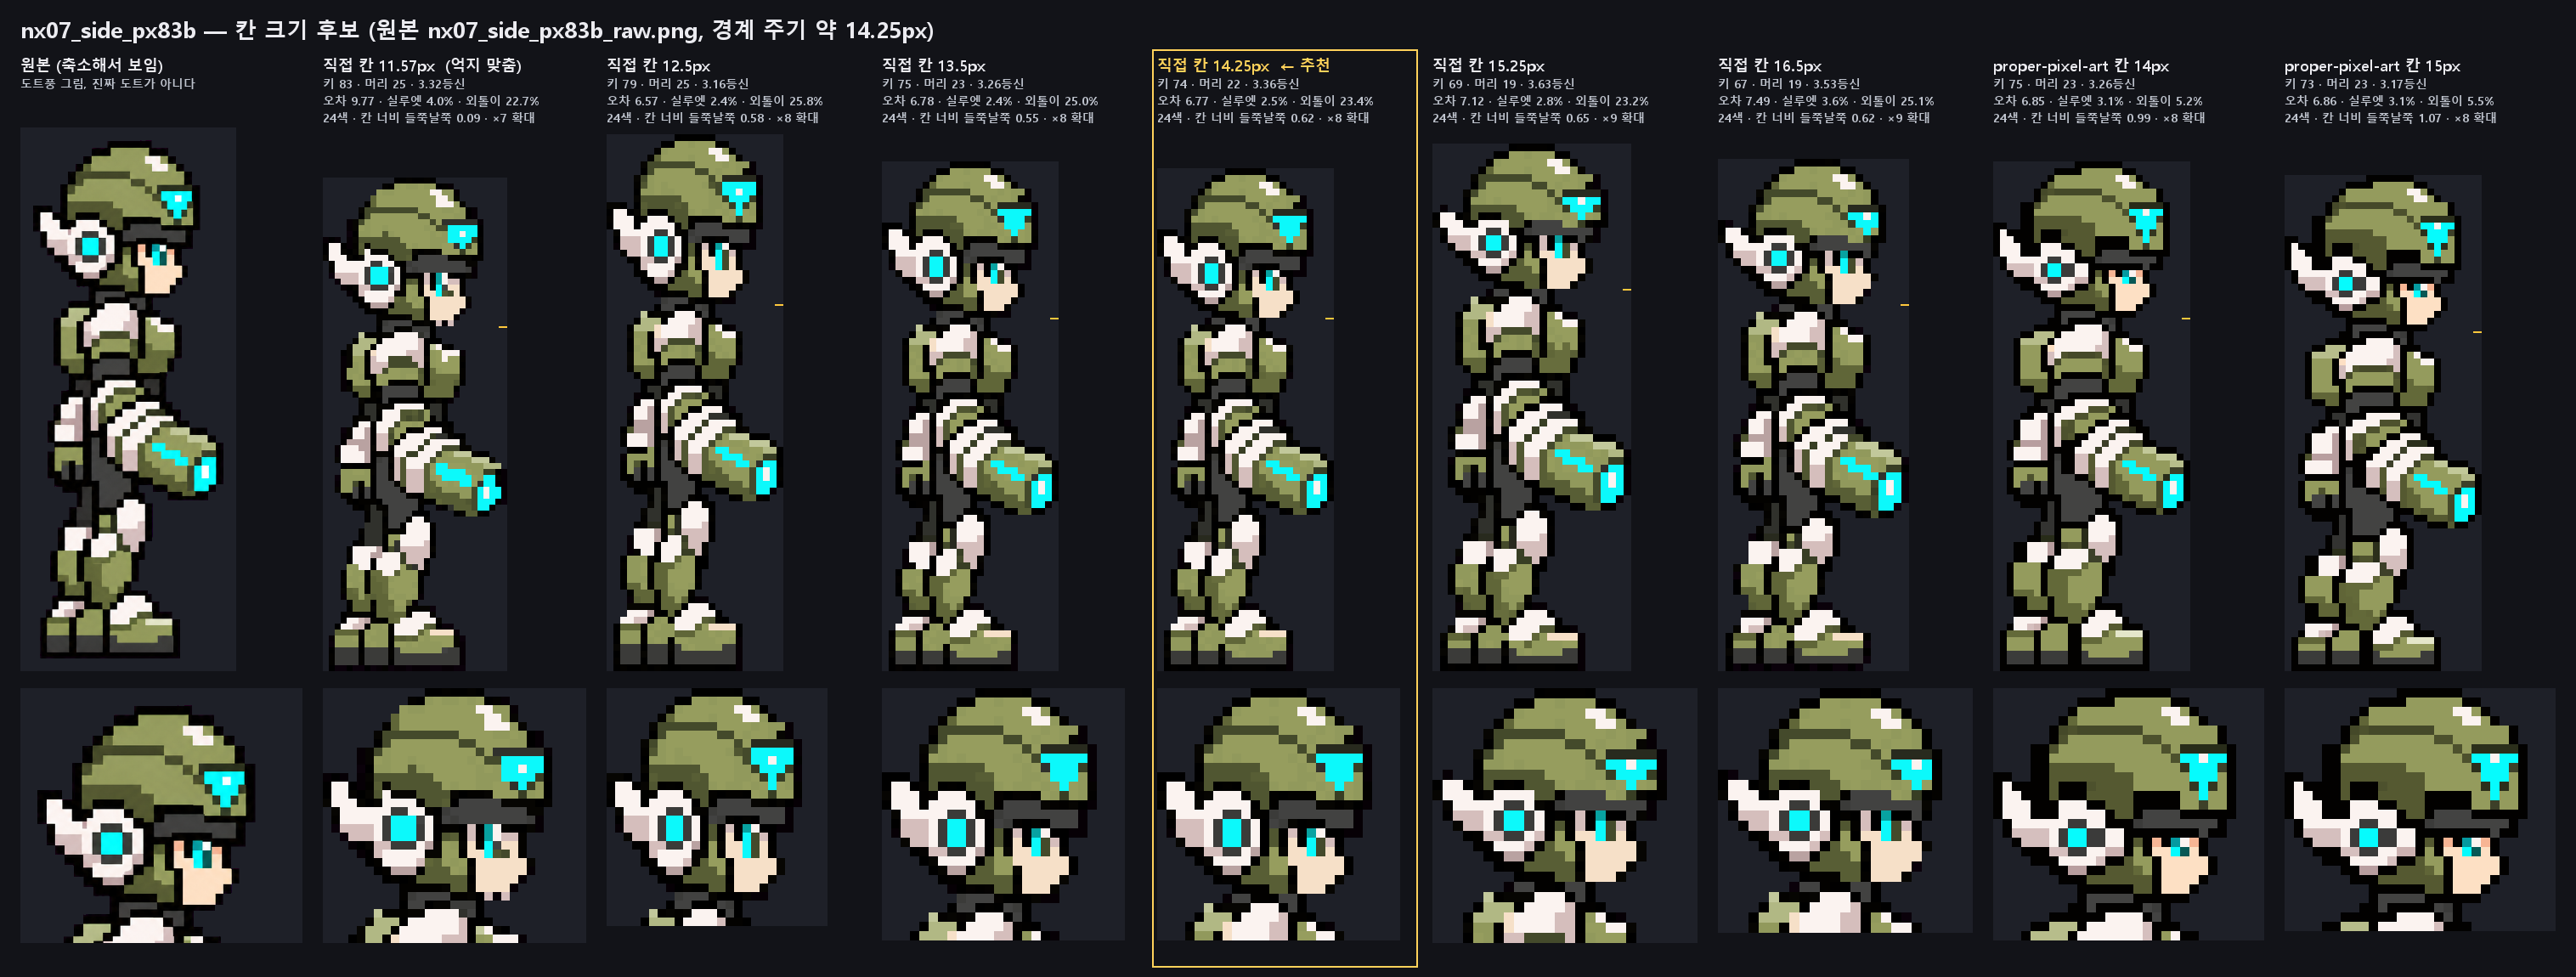 nx07_side_px83b — 칸 크기 후보 (원본 nx07_side_px83b_raw.png, 경계 주기 약 14.25px)
원본 (축소해서 보임)
도트풍 그림, 진짜 도트가 아니다
직접 칸 11.57px (억지 맞춤)
키 83 · 머리 25 · 3.32등신
오차 9.77 · 실루엣 4.0% · 외톨이 22.7%
24색 · 칸 너비 들쭉날쭉 0.09 · ×7 확대
직접 칸 12.5px
키 79 · 머리 25 · 3.16등신
오차 6.57 · 실루엣 2.4% · 외톨이 25.8%
24색 · 칸 너비 들쭉날쭉 0.58 · ×8 확대
직접 칸 13.5px
키 75 · 머리 23 · 3.26등신
오차 6.78 · 실루엣 2.4% · 외톨이 25.0%
24색 · 칸 너비 들쭉날쭉 0.55 · ×8 확대
직접 칸 14.25px ← 추천
키 74 · 머리 22 · 3.36등신
오차 6.77 · 실루엣 2.5% · 외톨이 23.4%
24색 · 칸 너비 들쭉날쭉 0.62 · ×8 확대
직접 칸 15.25px
키 69 · 머리 19 · 3.63등신
오차 7.12 · 실루엣 2.8% · 외톨이 23.2%
24색 · 칸 너비 들쭉날쭉 0.65 · ×9 확대
직접 칸 16.5px
키 67 · 머리 19 · 3.53등신
오차 7.49 · 실루엣 3.6% · 외톨이 25.1%
24색 · 칸 너비 들쭉날쭉 0.62 · ×9 확대
proper-pixel-art 칸 14px
키 75 · 머리 23 · 3.26등신
오차 6.85 · 실루엣 3.1% · 외톨이 5.2%
24색 · 칸 너비 들쭉날쭉 0.99 · ×8 확대
proper-pixel-art 칸 15px
키 73 · 머리 23 · 3.17등신
오차 6.86 · 실루엣 3.1% · 외톨이 5.5%
24색 · 칸 너비 들쭉날쭉 1.07 · ×8 확대